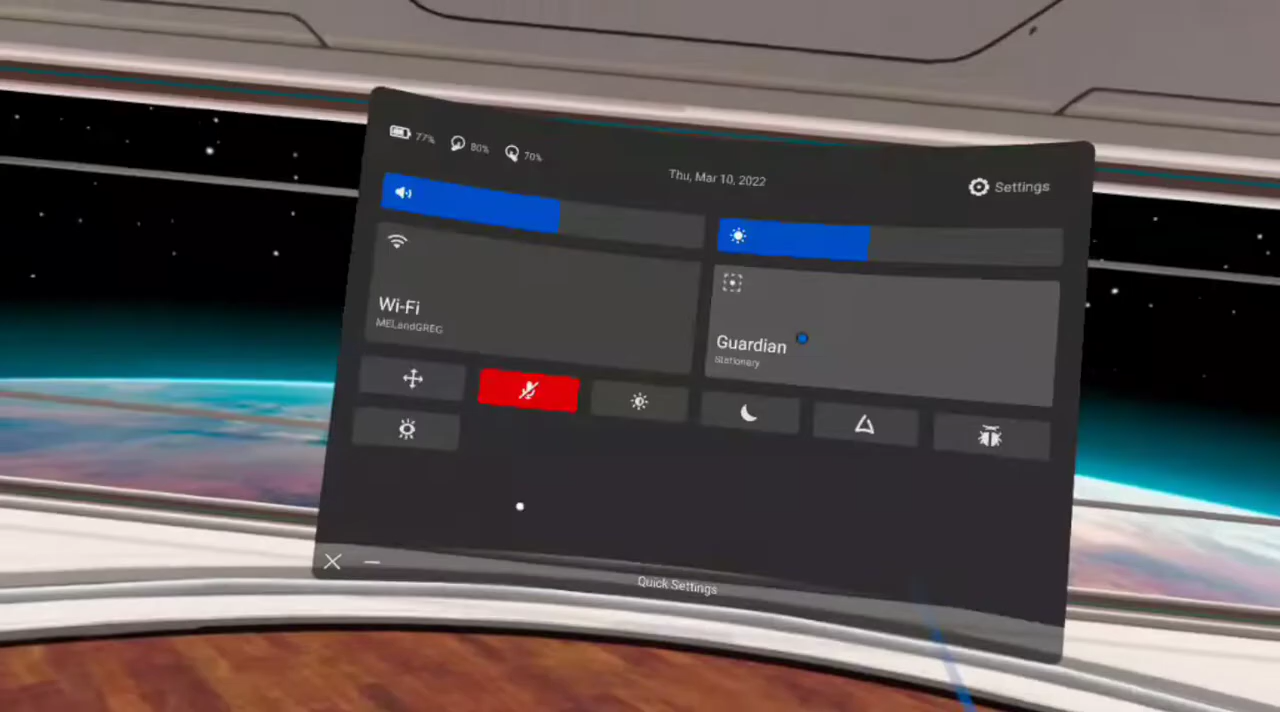 77%
80%
70%
Thu, Mar 10, 2022
Settings
Wi-Fi
MELandGREG
Guardian
Stationary
Quick Settings